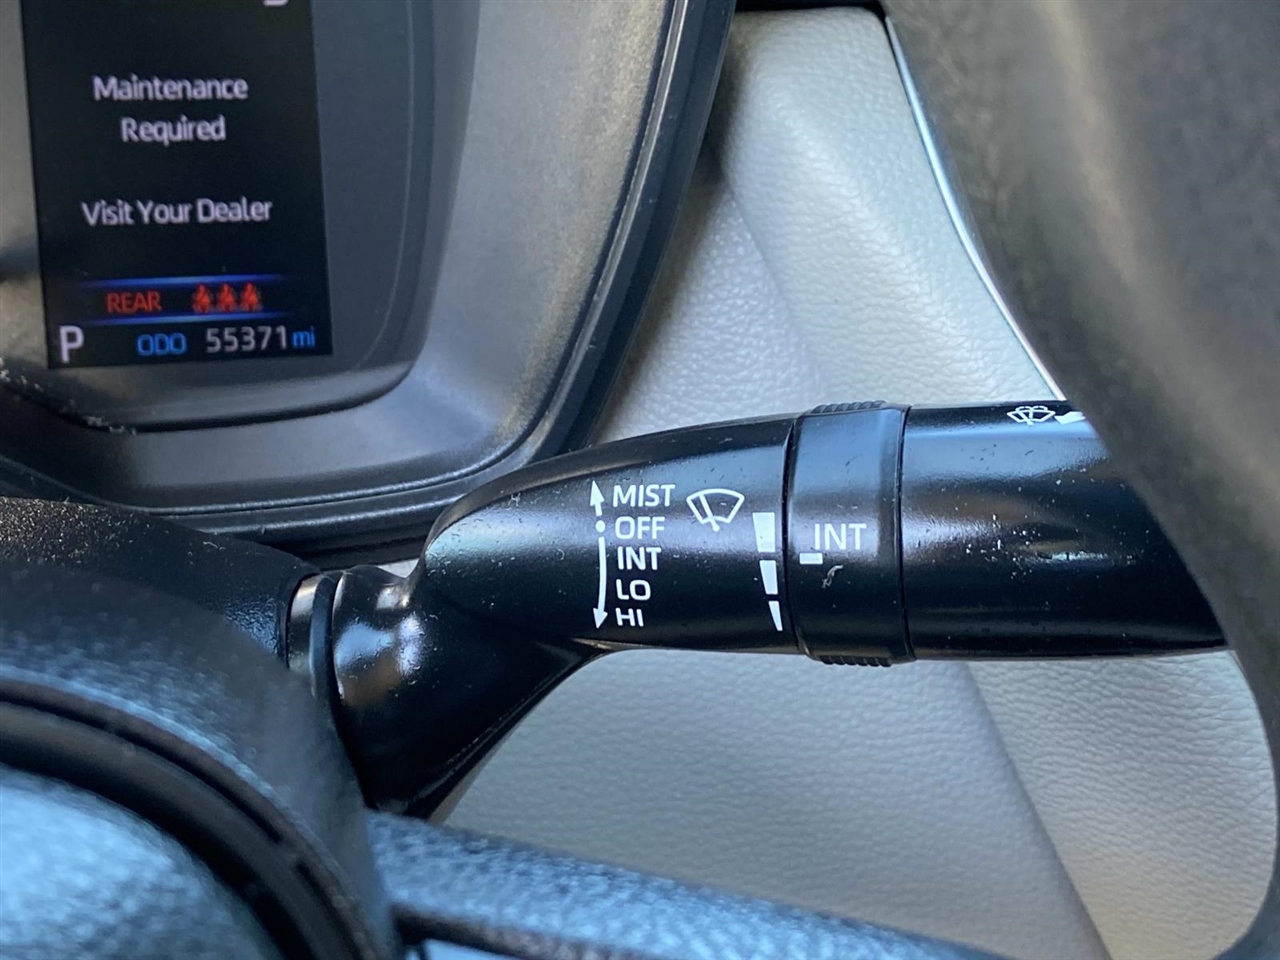 Maintenance
Required
Visit Your Dealer
REAR
P ODO 55371 mi
MIST
OFF
INT
LO
HI
INT